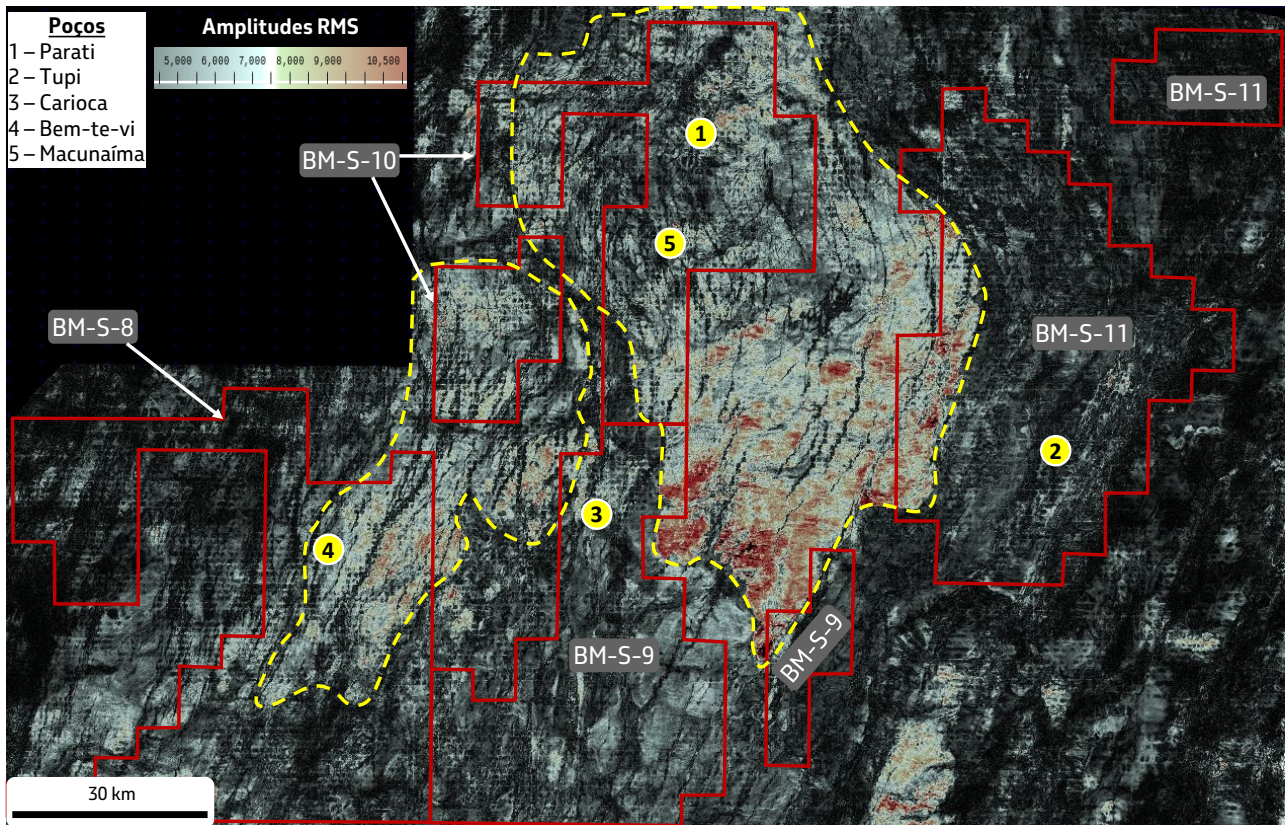 Poços
1 – Parati
2 – Tupi
3 – Carioca
4 – Bem-te-vi
5 – Macunaíma
Amplitudes RMS
5,000 6,000 7,000 8,000 9,000 10,500
BM-S-11
1
BM-S-10
5
BM-S-8
BM-S-11
2
3
4
BM-S-9
BM-S-9
30 km